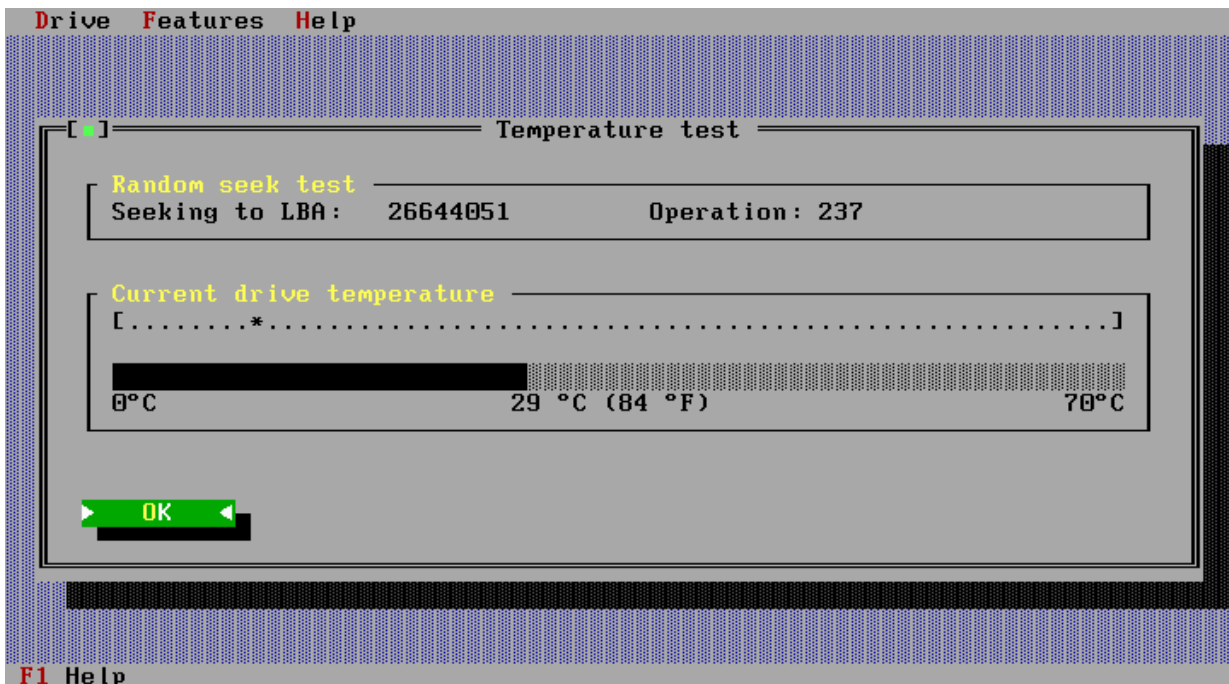 Drive Features Help
[■] Temperature test
Random seek test
Seeking to LBA: 26644051 Operation: 237
Current drive temperature
[........*.......................................................]
0°C 29 °C (84 °F) 70°C
OK
F1 Help